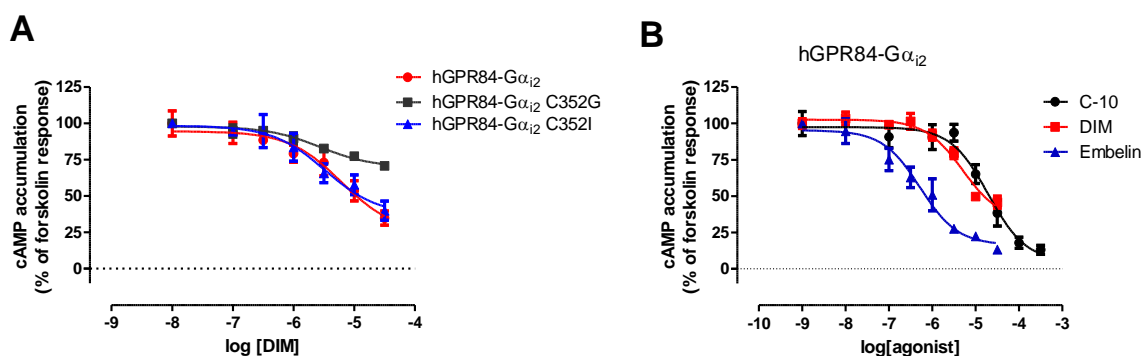 A
cAMP accumulation
(% of forskolin response)
125
100
75
50
25
0
-9 -8 -7 -6 -5 -4
log [DIM]
hGPR84-Gαi2
hGPR84-Gαi2 C352G
hGPR84-Gαi2 C352I
B
hGPR84-Gαi2
cAMP accumulation
(% of forskolin response)
125
100
75
50
25
0
-10 -9 -8 -7 -6 -5 -4 -3
log[agonist]
C-10
DIM
Embelin